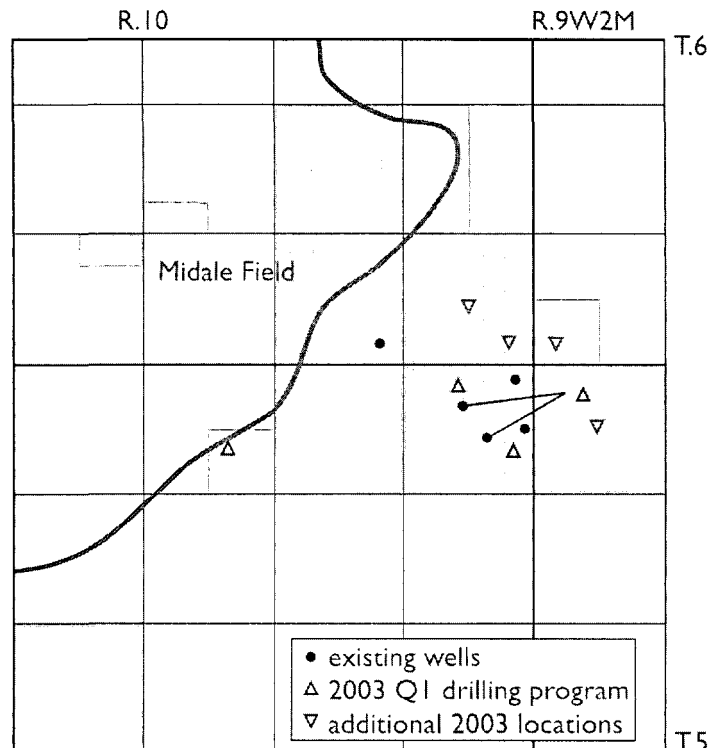 R.10 R.9W2M
T.6
Midale Field
existing wells
2003 Q1 drilling program
additional 2003 locations
T.5